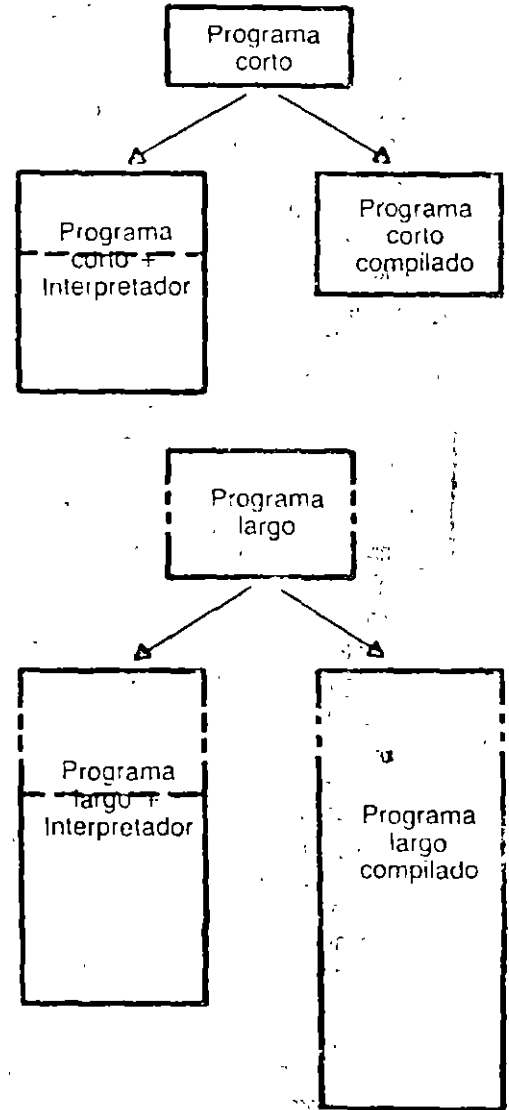 Programa
corto
Programa
corto +
Interpretador
Programa
corto
compilado
Programa
largo
Programa
largo +
Interpretador
Programa
largo
compilado